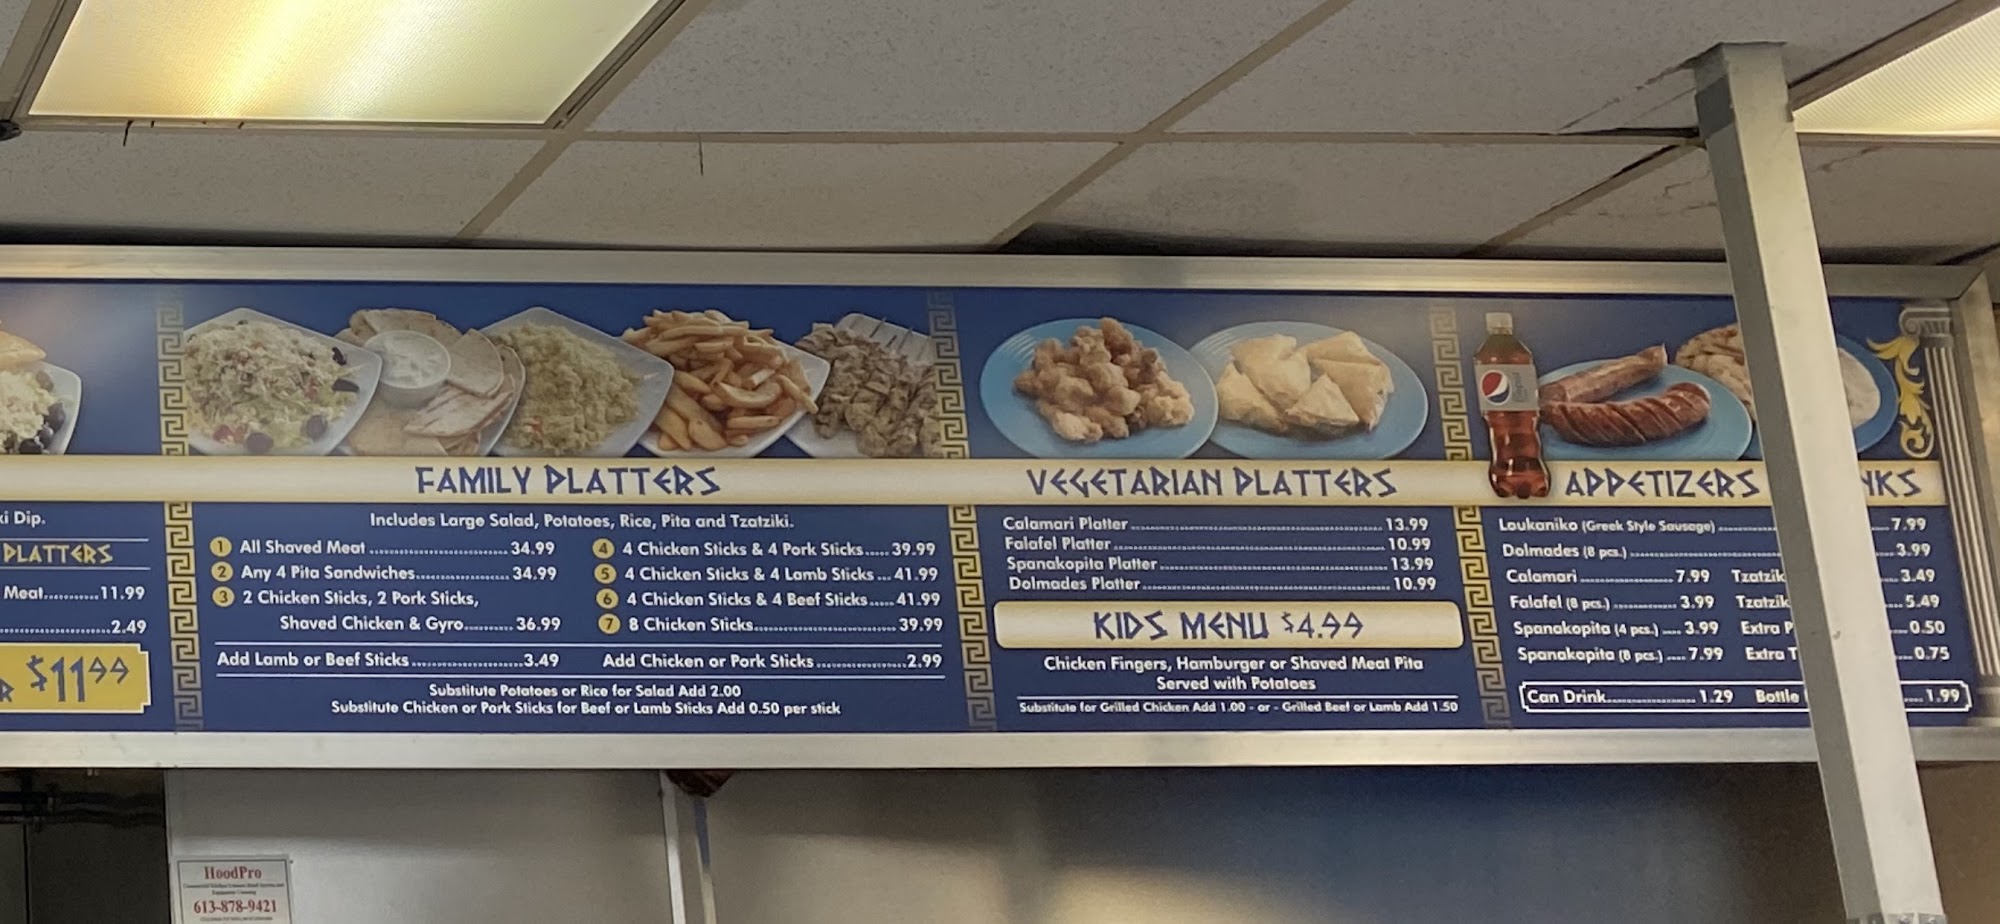 ki Dip.
PLATTERS
Meat 11.99
2.49
R $11.99
FAMILY PLATTERS
Includes Large Salad, Potatoes, Rice, Pita and Tzatziki.
1 All Shaved Meat 34.99
2 Any 4 Pita Sandwiches 34.99
3 2 Chicken Sticks, 2 Pork Sticks,
Shaved Chicken & Gyro 36.99
4 4 Chicken Sticks & 4 Pork Sticks 39.99
5 4 Chicken Sticks & 4 Lamb Sticks 41.99
6 4 Chicken Sticks & 4 Beef Sticks 41.99
7 8 Chicken Sticks 39.99
Add Lamb or Beef Sticks 3.49 Add Chicken or Pork Sticks 2.99
Substitute Potatoes or Rice for Salad Add 2.00
Substitute Chicken or Pork Sticks for Beef or Lamb Sticks Add 0.50 per stick
VEGETARIAN PLATTERS
Calamari Platter 13.99
Falafel Platter 10.99
Spanakopita Platter 13.99
Dolmades Platter 10.99
KIDS MENU $4.99
Chicken Fingers, Hamburger or Shaved Meat Pita
Served with Potatoes
Substitute for Grilled Chicken Add 1.00 - or - Grilled Beef or Lamb Add 1.50
pepsi
APPETIZERS NKS
Loukaniko (Greek Style Sausage) 7.99
Dolmades (8 pcs.) 3.99
Calamari 7.99 Tzatzik 3.49
Falafel (8 pcs.) 3.99 Tzatzik 5.49
Spanakopita (4 pcs.) 3.99 Extra P 0.50
Spanakopita (8 pcs.) 7.99 Extra T 0.75
Can Drink 1.29 Bottle 1.99
HoodPro
613-878-9421